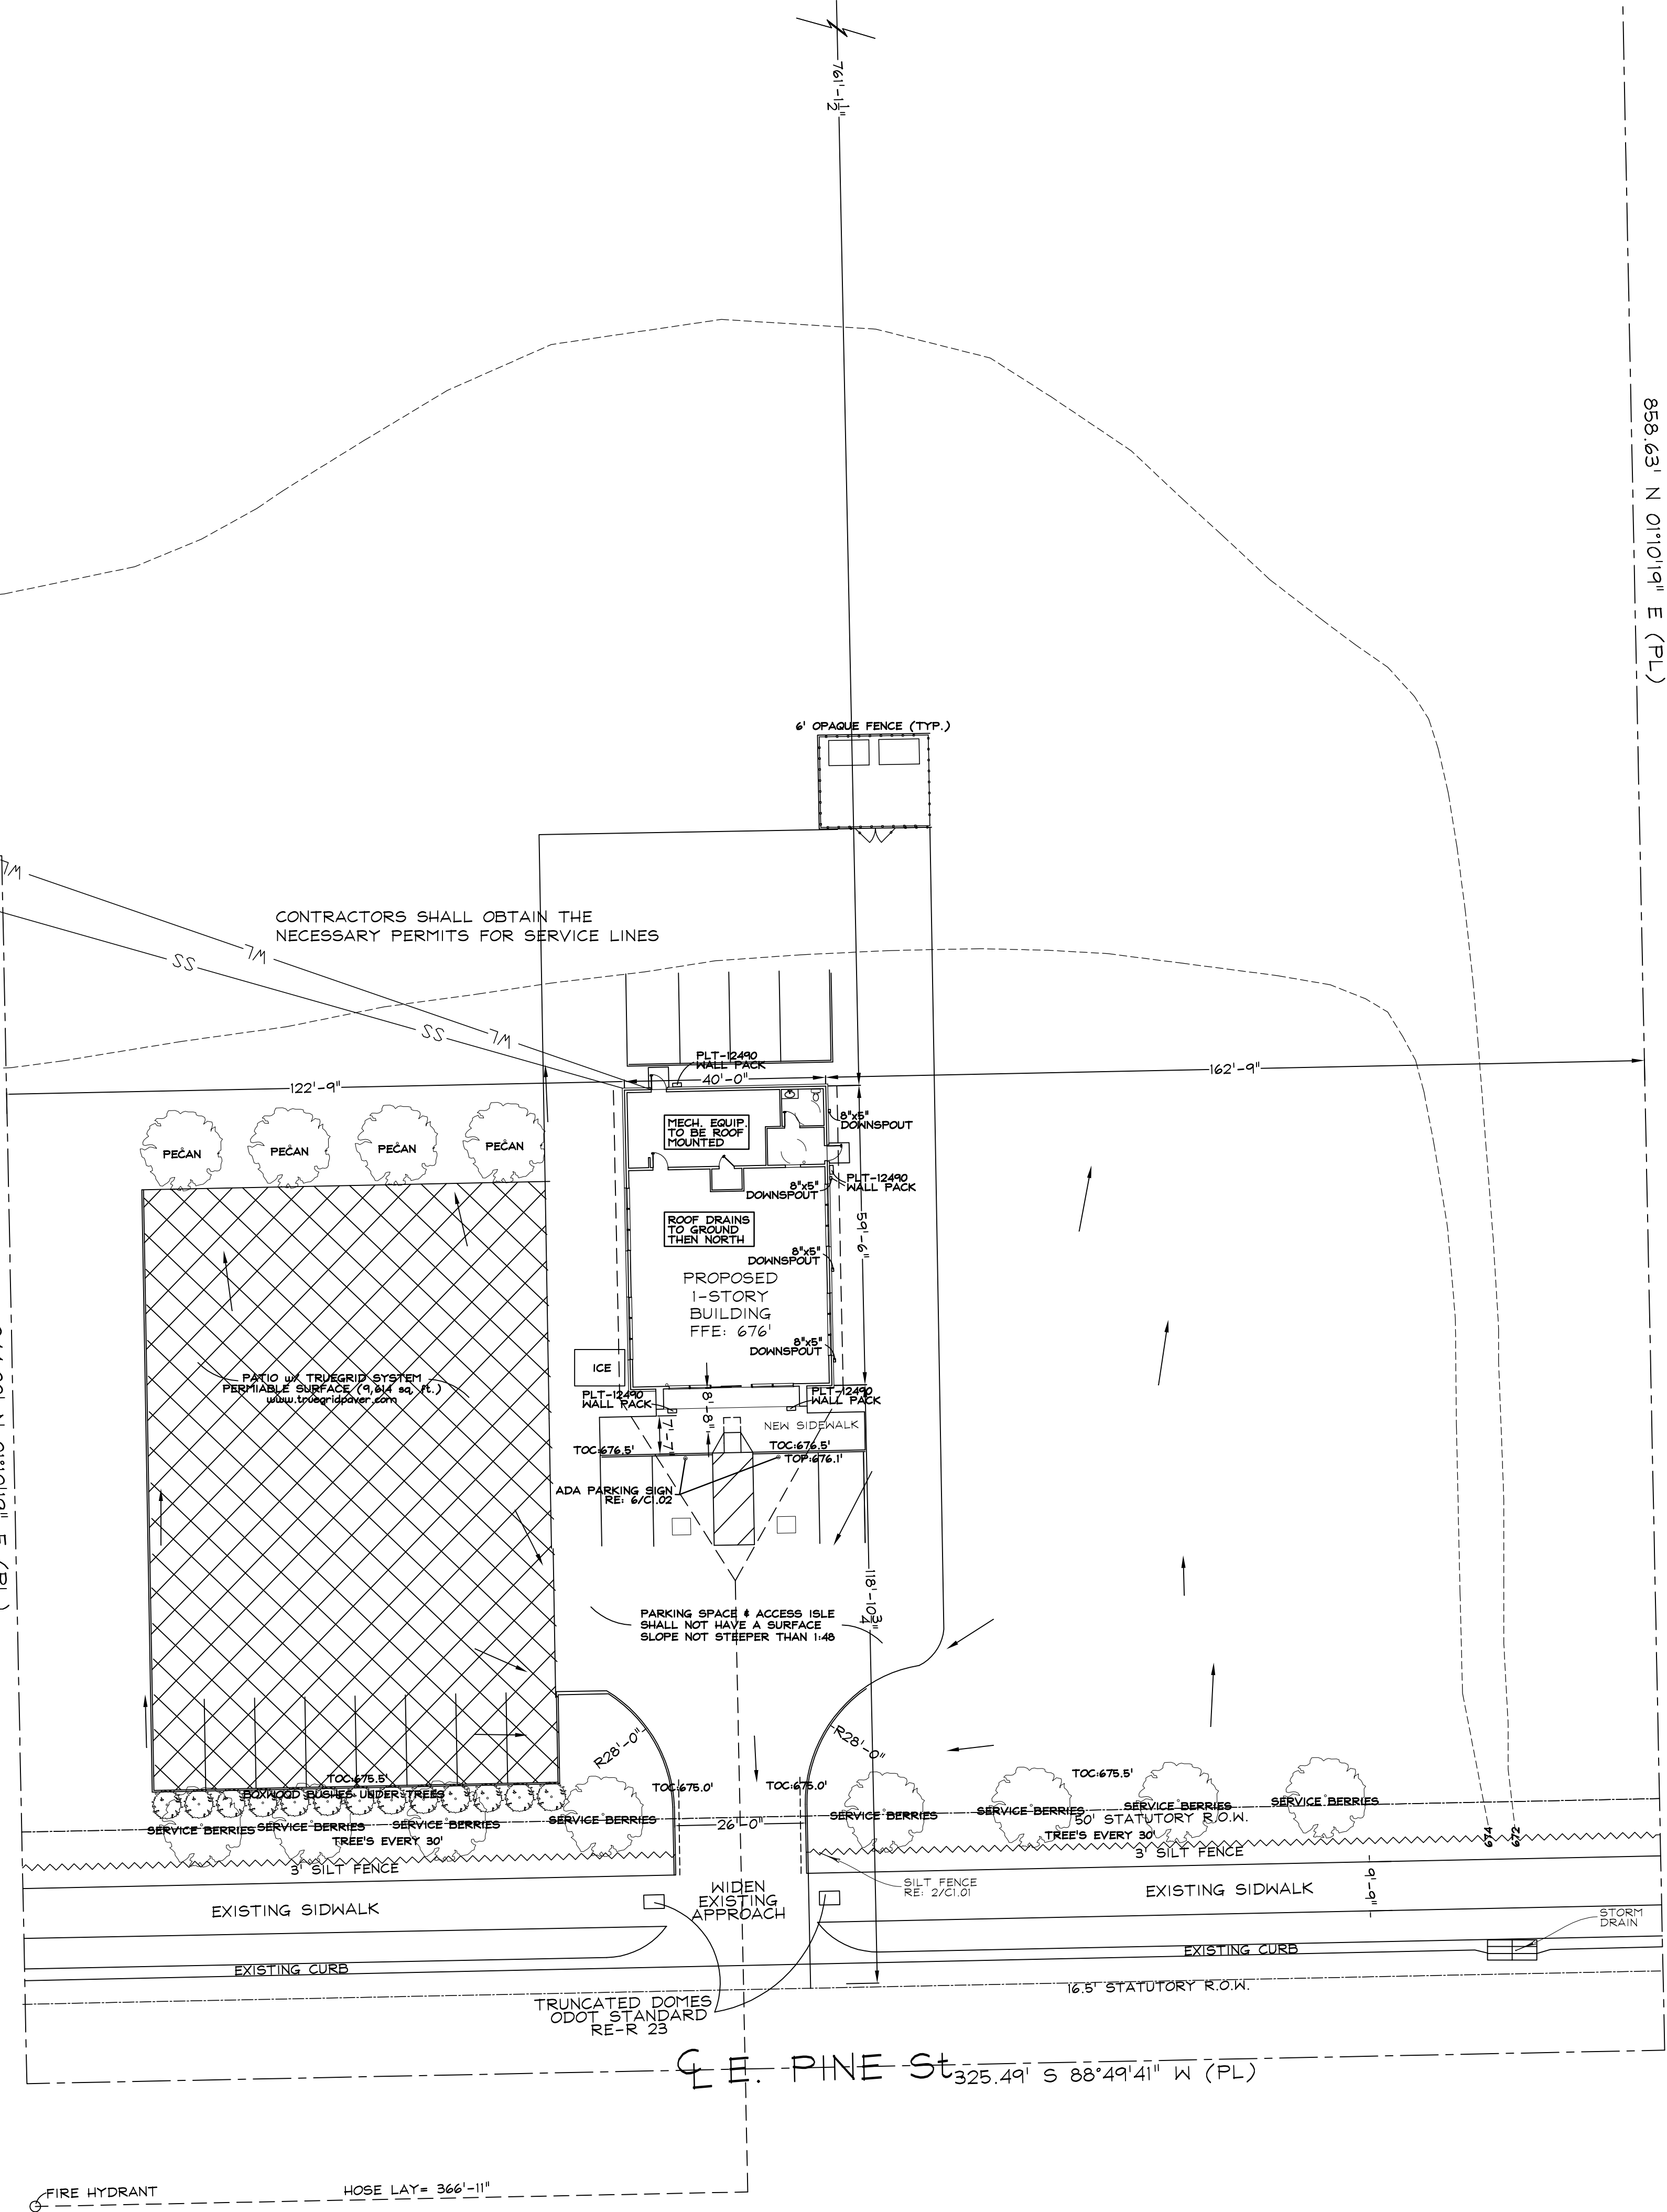 761'-1 1/2"
858.63' N 01°10'19" E (PL)
6' OPAQUE FENCE (TYP.)
WL
CONTRACTORS SHALL OBTAIN THE
NECESSARY PERMITS FOR SERVICE LINES
WL
SS
SS
WL
PLT-12490
WALL PACK
122'-9"
40'-0"
162'-9"
8"x5"
DOWNSPOUT
MECH. EQUIP.
TO BE ROOF
MOUNTED
PECAN
PECAN
PECAN
PECAN
PLT-12490
WALL PACK
8"x5"
DOWNSPOUT
59'-6"
ROOF DRAINS
TO GROUND
THEN NORTH
8"x5"
DOWNSPOUT
PROPOSED
1-STORY
BUILDING
FFE: 676'
8"x5"
DOWNSPOUT
ICE
PATIO w/ TRUEGRID SYSTEM
PERMIABLE SURFACE (9,614 sq. ft.)
www.truegridpaver.com
PLT-12490
WALL PACK
8'-8"
PLT-12490
WALL PACK
7'-7"
NEW SIDEWALK
TOC:676.5'
TOC:676.5'
TOP:676.1'
ADA PARKING SIGN
RE: 6/C1.02
118'-10 3/4"
PARKING SPACE & ACCESS ISLE
SHALL NOT HAVE A SURFACE
SLOPE NOT STEEPER THAN 1:48
R28'-0"
R28'-0"
TOC:675.5'
TOC:675.0'
TOC:675.0'
TOC:675.5'
BOXWOOD BUSHES UNDER TREES
SERVICE BERRIES
SERVICE BERRIES
SERVICE BERRIES
SERVICE BERRIES
SERVICE BERRIES
SERVICE BERRIES
SERVICE BERRIES
SERVICE BERRIES
50' STATUTORY R.O.W.
26'-0"
TREE'S EVERY 30'
TREE'S EVERY 30'
674
672
3' SILT FENCE
3' SILT FENCE
SILT FENCE
RE: 2/C1.01
WIDEN
EXISTING
APPROACH
9'-9"
EXISTING SIDWALK
EXISTING SIDWALK
STORM
DRAIN
EXISTING CURB
EXISTING CURB
16.5' STATUTORY R.O.W.
TRUNCATED DOMES
ODOT STANDARD
RE-R 23
CL E. PINE St
325.49' S 88°49'41" W (PL)
FIRE HYDRANT
HOSE LAY= 366'-11"